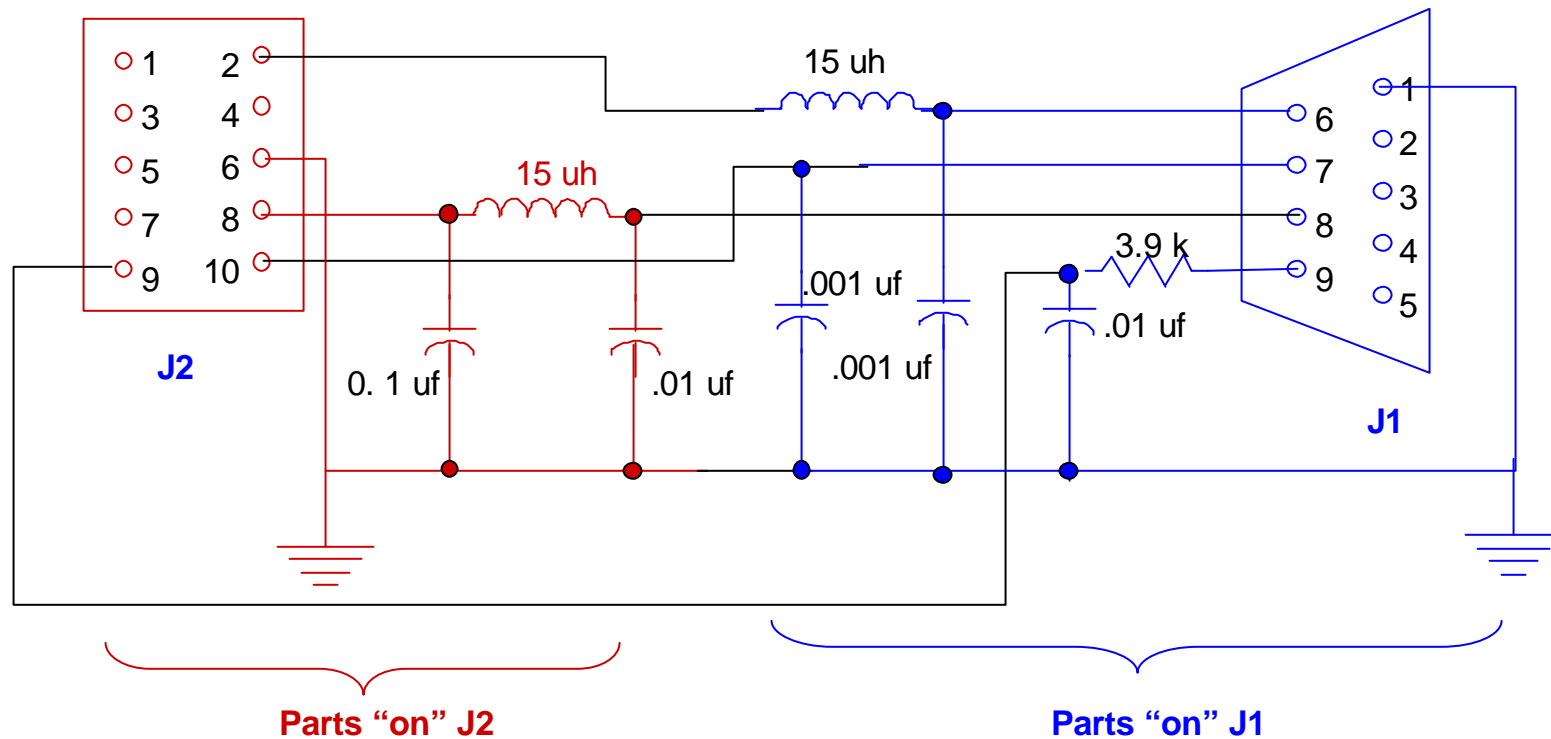 1 2
3 4
5 6
7 8
9 10
J2
15 uh
15 uh
0. 1 uf
.01 uf
.001 uf
.001 uf
3.9 k
.01 uf
1
6
2
7
3
8
4
9
5
J1
Parts “on” J2
Parts “on” J1